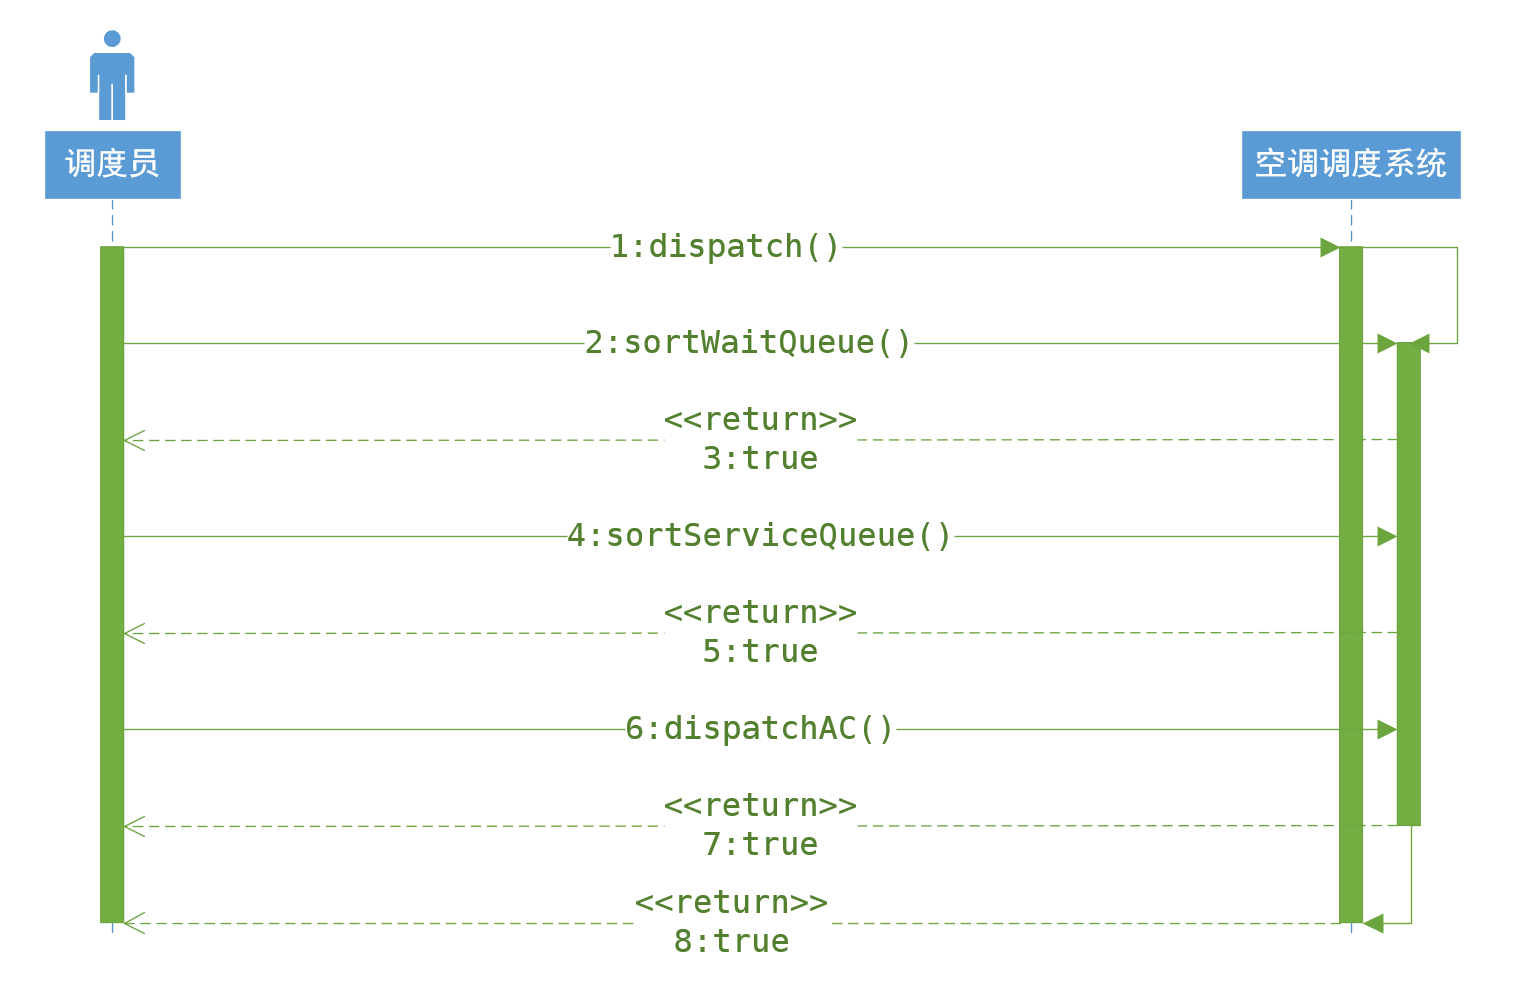 调度员
空调调度系统
1:dispatch()
2:sortWaitQueue()
<<return>>
3:true
4:sortServiceQueue()
<<return>>
5:true
6:dispatchAC()
<<return>>
7:true
<<return>>
8:true